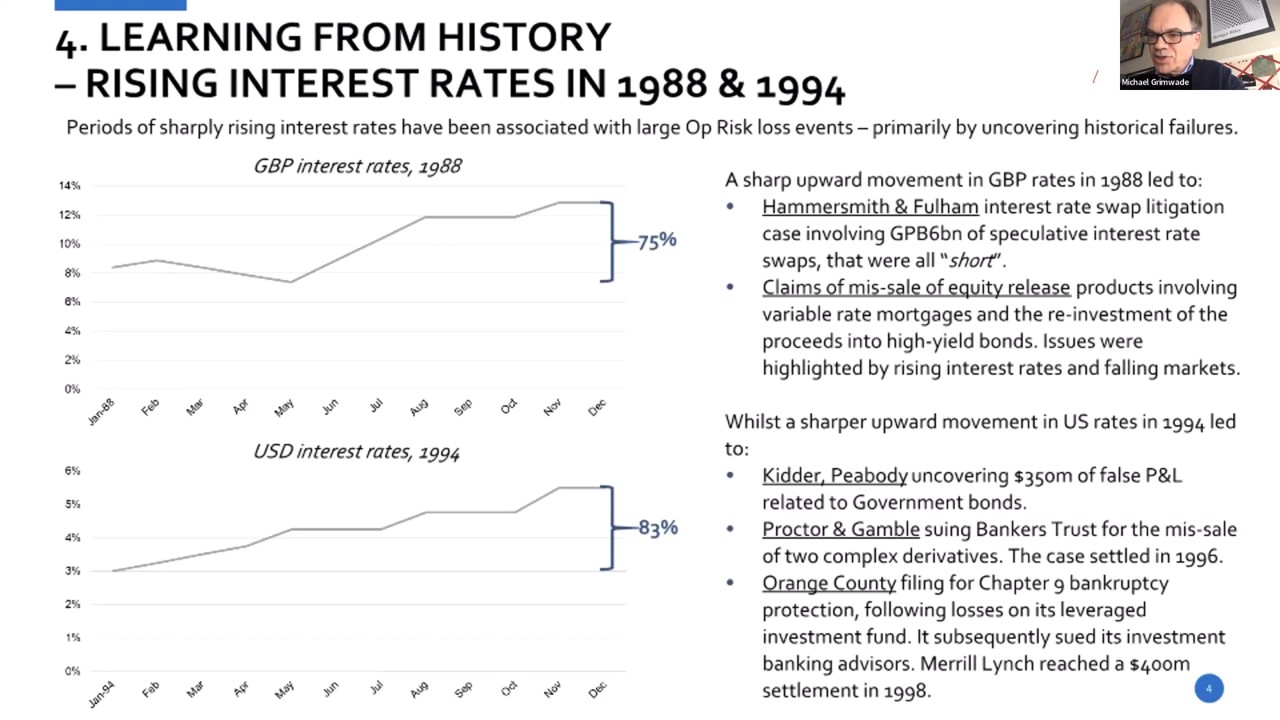 4. LEARNING FROM HISTORY
– RISING INTEREST RATES IN 1988 & 1994
Michael Grimwade
Periods of sharply rising interest rates have been associated with large Op Risk loss events – primarily by uncovering historical failures.
GBP interest rates, 1988
14%
12%
10%
8%
6%
4%
2%
0%
75%
Jan-88 Feb Mar Apr May Jun Jul Aug Sep Oct Nov Dec
USD interest rates, 1994
6%
5%
4%
3%
2%
1%
0%
83%
Jan-94 Feb Mar Apr May Jun Jul Aug Sep Oct Nov Dec
A sharp upward movement in GBP rates in 1988 led to:
• Hammersmith & Fulham interest rate swap litigation
case involving GPB6bn of speculative interest rate
swaps, that were all “short”.
• Claims of mis-sale of equity release products involving
variable rate mortgages and the re-investment of the
proceeds into high-yield bonds. Issues were
highlighted by rising interest rates and falling markets.
Whilst a sharper upward movement in US rates in 1994 led
to:
• Kidder, Peabody uncovering $350m of false P&L
related to Government bonds.
• Proctor & Gamble suing Bankers Trust for the mis-sale
of two complex derivatives. The case settled in 1996.
• Orange County filing for Chapter 9 bankruptcy
protection, following losses on its leveraged
investment fund. It subsequently sued its investment
banking advisors. Merrill Lynch reached a $400m
settlement in 1998.
4